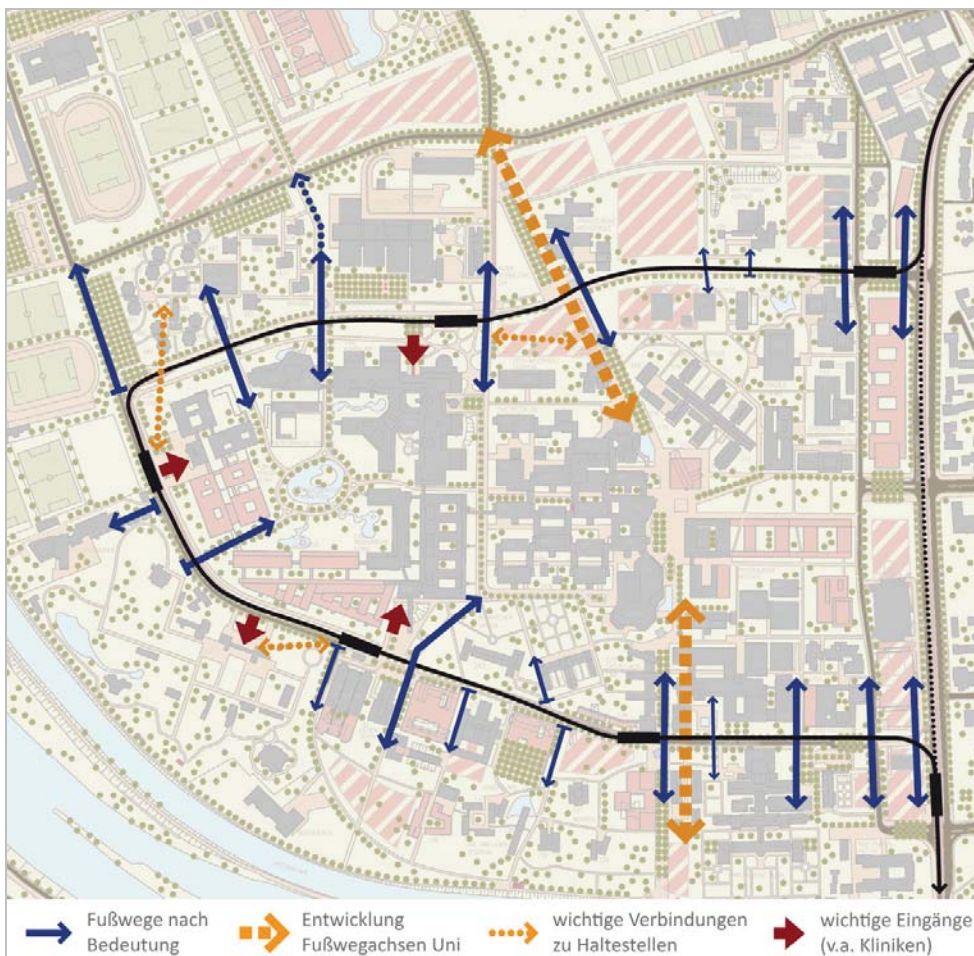 Fußwege nach
Bedeutung
Entwicklung
Fußwegachsen Uni
wichtige Verbindungen
zu Haltestellen
wichtige Eingänge
(v.a. Kliniken)